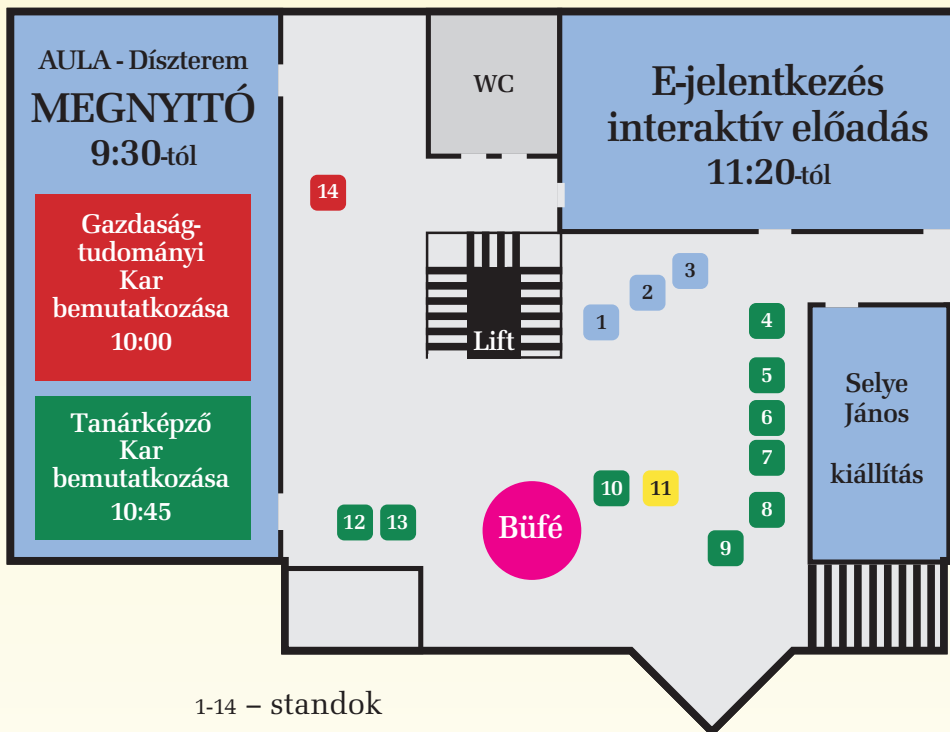 AULA - Díszterem
MEGNYITÓ
9:30-tól
Gazdaság-
tudományi
Kar
bemutatkozása
10:00
Tanárképző
Kar
bemutatkozása
10:45
WC
E-jelentkezés
interaktív előadás
11:20-tól
14
3
2
1
Lift
4
5
6
7
8
9
Selye
János
kiállítás
10
11
12
13
Büfé
1-14 – standok